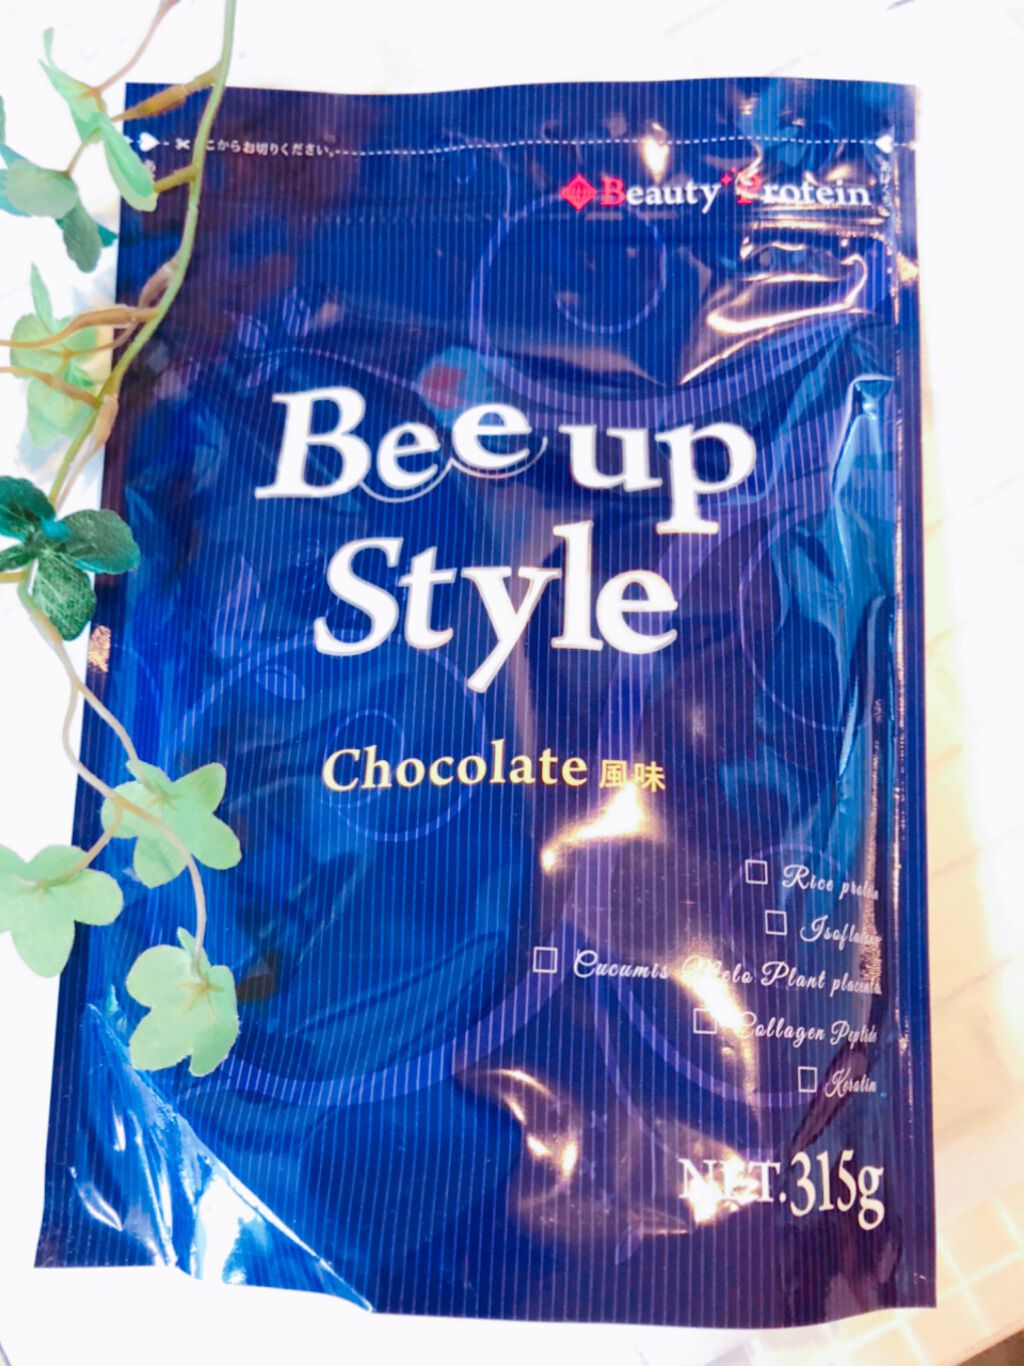 こからお切りください。
Beauty Protein
Bee up
Style
Chocolate 風味
Rice protein
Isoflavone
Cucumis Melo Plant placenta
Collagen Peptide
Keratin
NET.315g